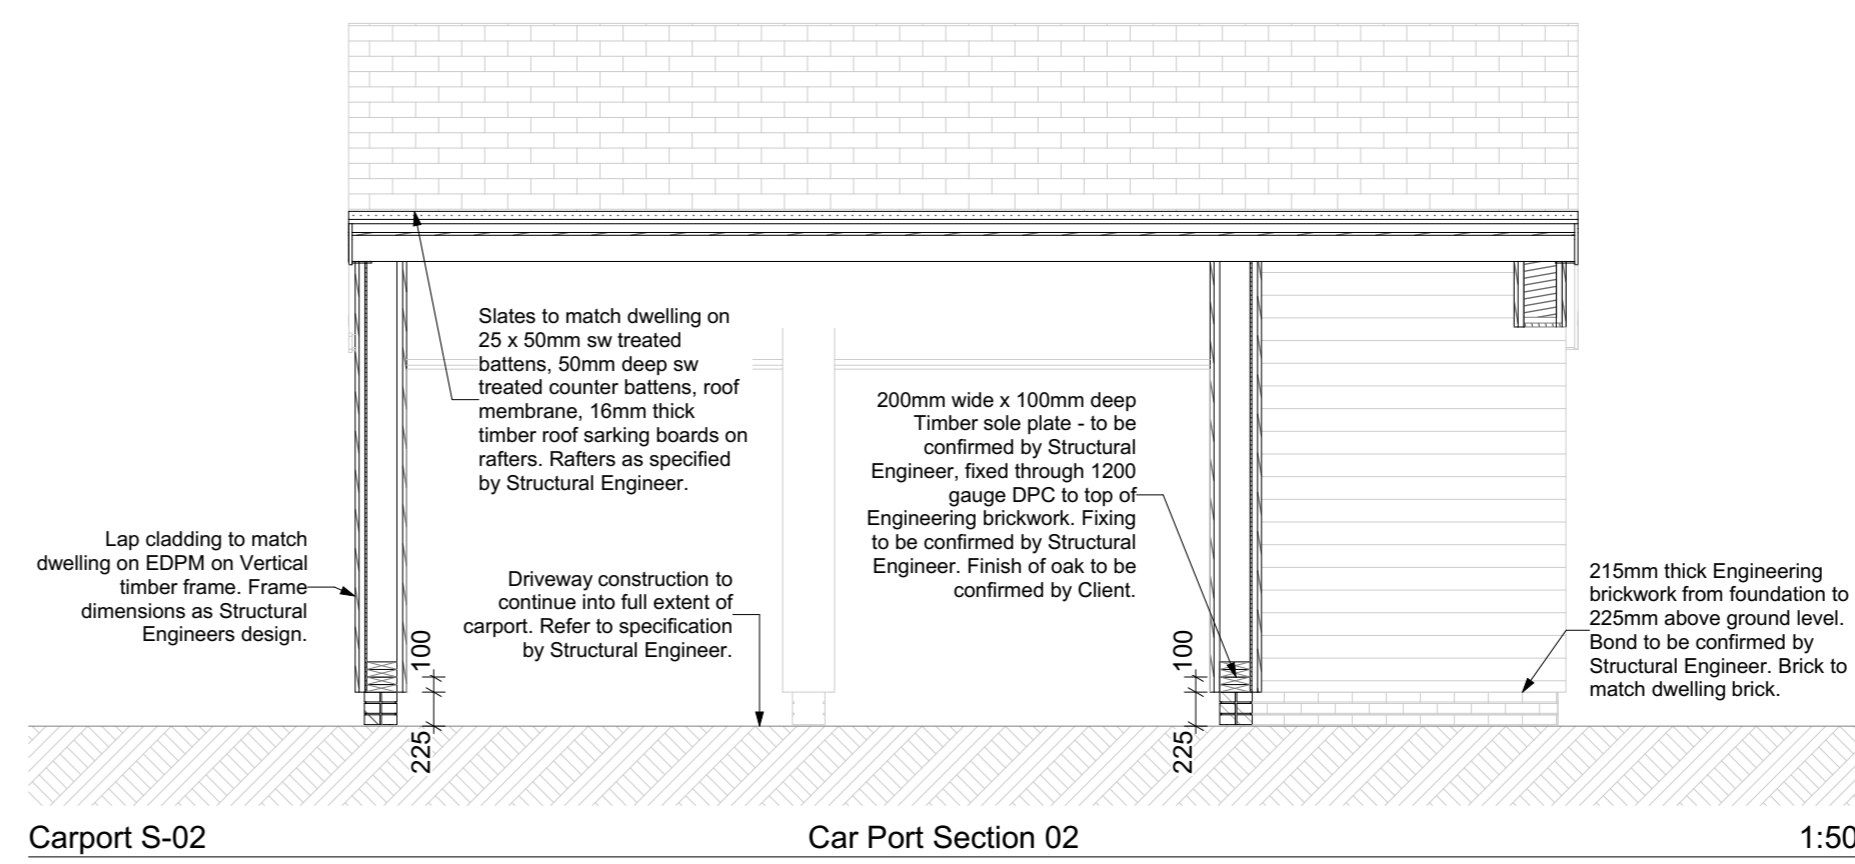 Slates to match dwelling on
25 x 50mm sw treated
battens, 50mm deep sw
treated counter battens, roof
membrane, 16mm thick
timber roof sarking boards on
rafters. Rafters as specified
by Structural Engineer.
200mm wide x 100mm deep
Timber sole plate - to be
confirmed by Structural
Engineer, fixed through 1200
gauge DPC to top of
Engineering brickwork. Fixing
to be confirmed by Structural
Engineer. Finish of oak to be
confirmed by Client.
Lap cladding to match
dwelling on EDPM on Vertical
timber frame. Frame
dimensions as Structural
Engineers design.
Driveway construction to
continue into full extent of
carport. Refer to specification
by Structural Engineer.
215mm thick Engineering
brickwork from foundation to
225mm above ground level.
Bond to be confirmed by
Structural Engineer. Brick to
match dwelling brick.
100
225
100
225
Carport S-02
Car Port Section 02
1:50